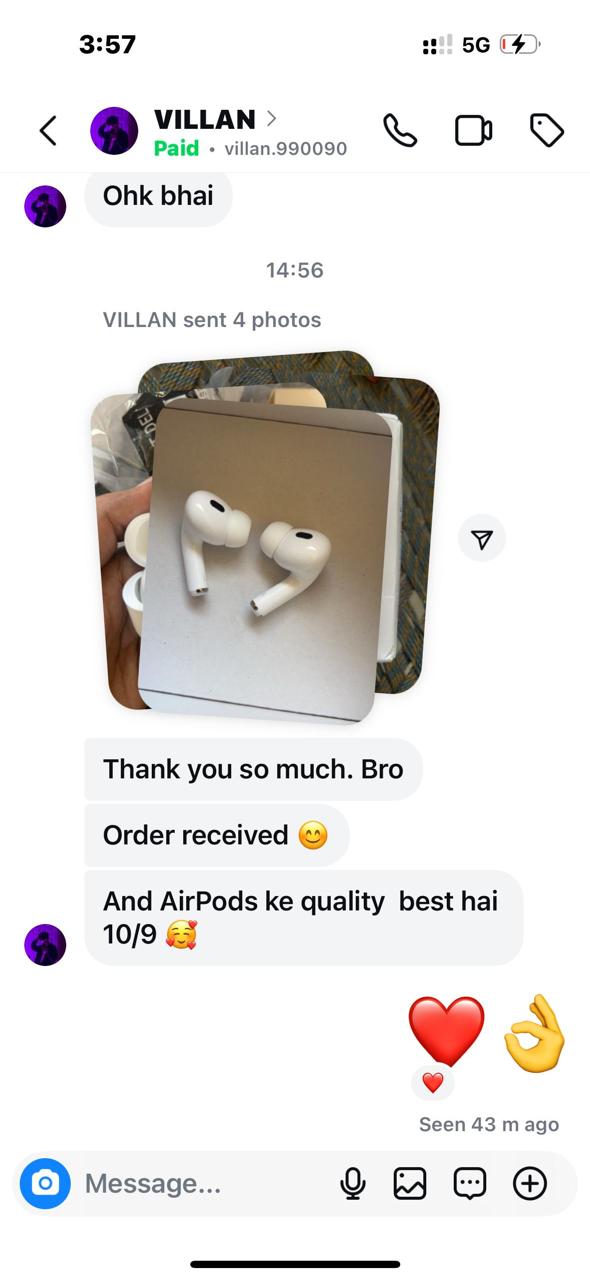 3:57
5G
VILLAN
Paid • villan.990090
Ohk bhai
14:56
VILLAN sent 4 photos
DEL
Thank you so much. Bro
Order received 😊
And AirPods ke quality  best hai
10/9 🥰
❤️👌
❤️
Seen 43 m ago
Message...